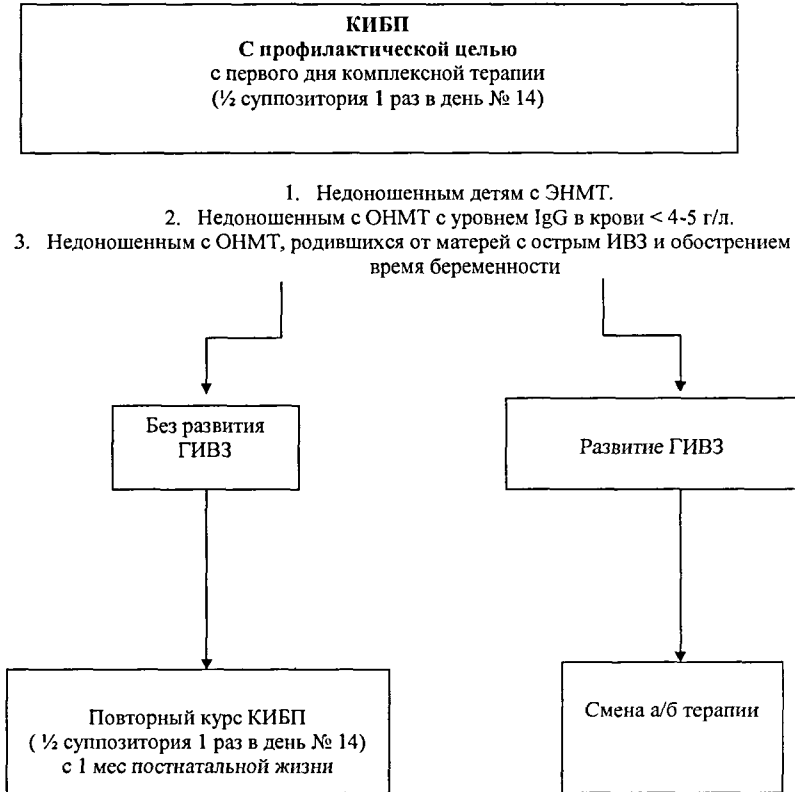 КИБП
С профилактической целью
с первого дня комплексной терапии
(½ суппозитория 1 раз в день № 14)
1. Недоношенным детям с ЭНМТ.
2. Недоношенным с ОНМТ с уровнем IgG в крови < 4-5 г/л.
3. Недоношенным с ОНМТ, родившихся от матерей с острым ИВЗ и обострением
время беременности
Без развития
ГИВЗ
Развитие ГИВЗ
Повторный курс КИБП
( ½ суппозитория 1 раз в день № 14)
с 1 мес постнатальной жизни
Смена а/б терапии